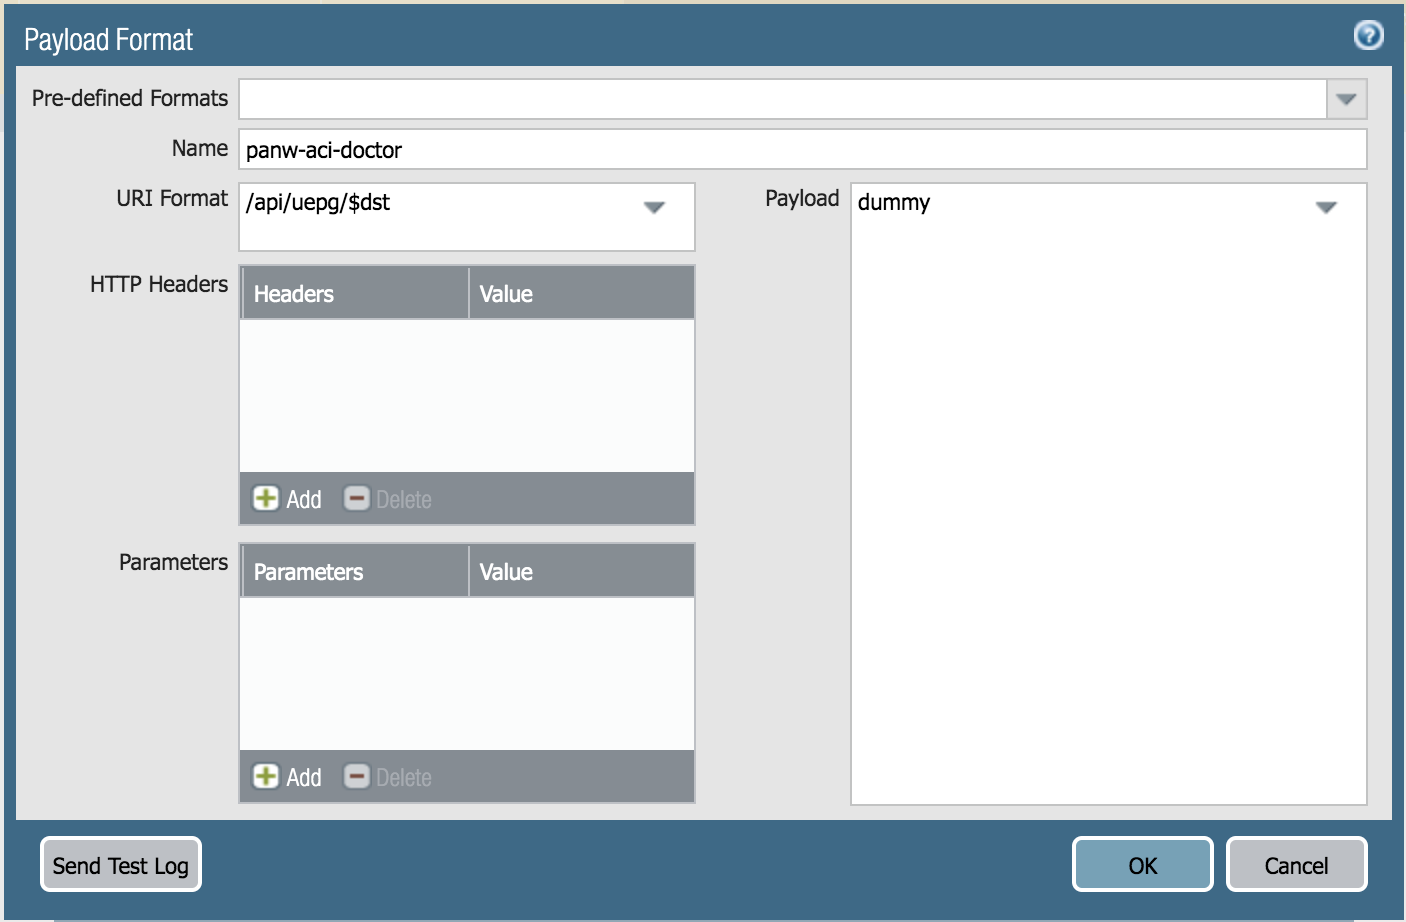 Payload Format
Pre-defined Formats
Name panw-aci-doctor
URI Format /api/uepg/$dst
Payload dummy
HTTP Headers
Headers Value
Add Delete
Parameters
Parameters Value
Add Delete
Send Test Log OK Cancel